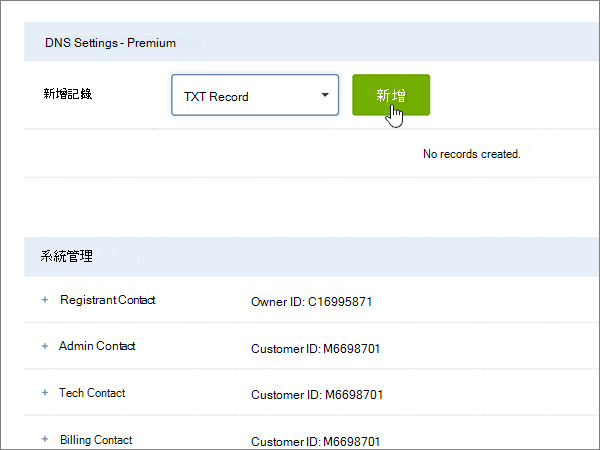 DNS Settings - Premium
新增記錄 TXT Record 新增
No records created.
系統管理
+ Registrant Contact Owner ID: C16995871
+ Admin Contact Customer ID: M6698701
+ Tech Contact Customer ID: M6698701
+ Billing Contact Customer ID: M6698701